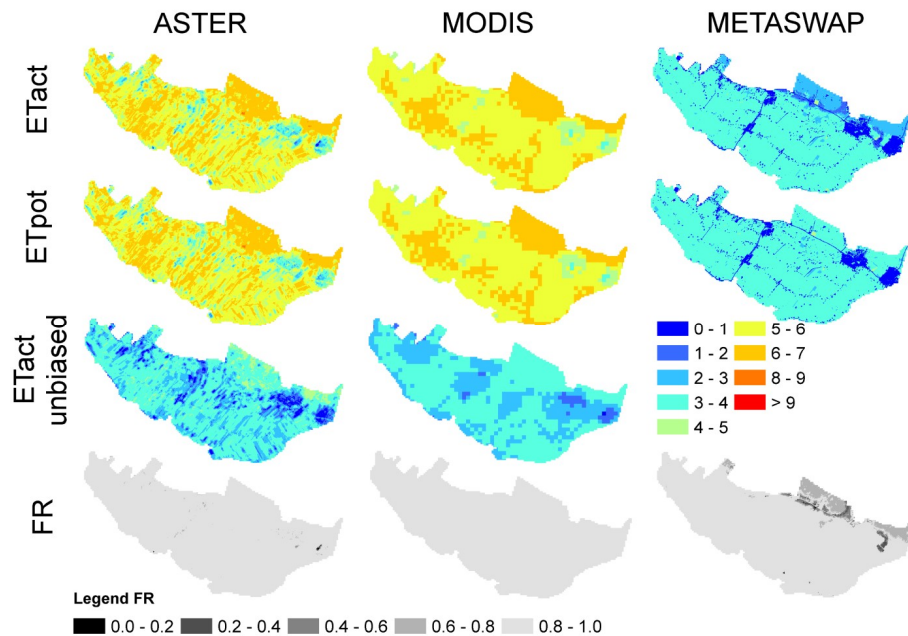 ASTER MODIS METASWAP
ETact
ETpot
ETact
unbiased
0 - 1 5 - 6
1 - 2 6 - 7
2 - 3 8 - 9
3 - 4 > 9
4 - 5
FR
Legend FR
0.0 - 0.2 0.2 - 0.4 0.4 - 0.6 0.6 - 0.8 0.8 - 1.0